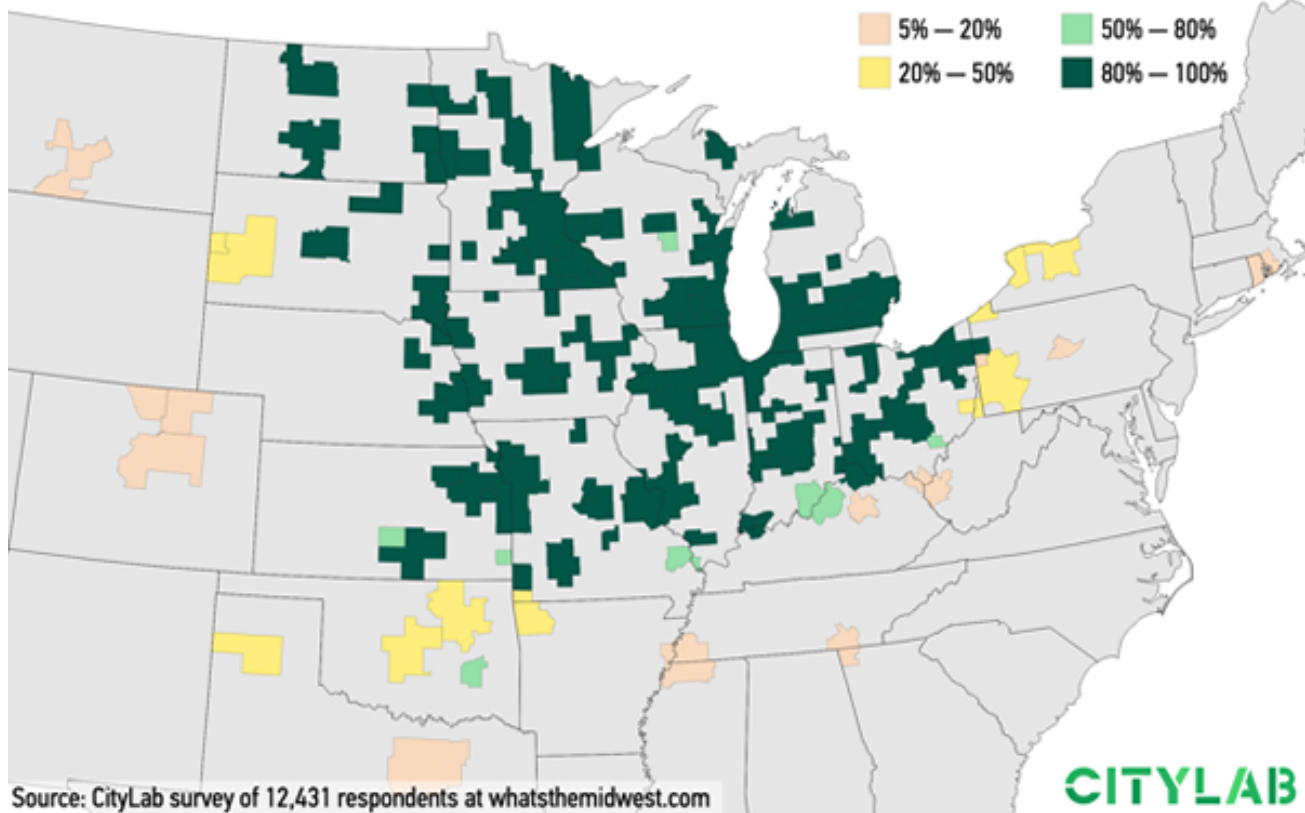 5% — 20%
50% — 80%
20% — 50%
80% — 100%
Source: CityLab survey of 12,431 respondents at whatsthemidwest.com
CITYLAB